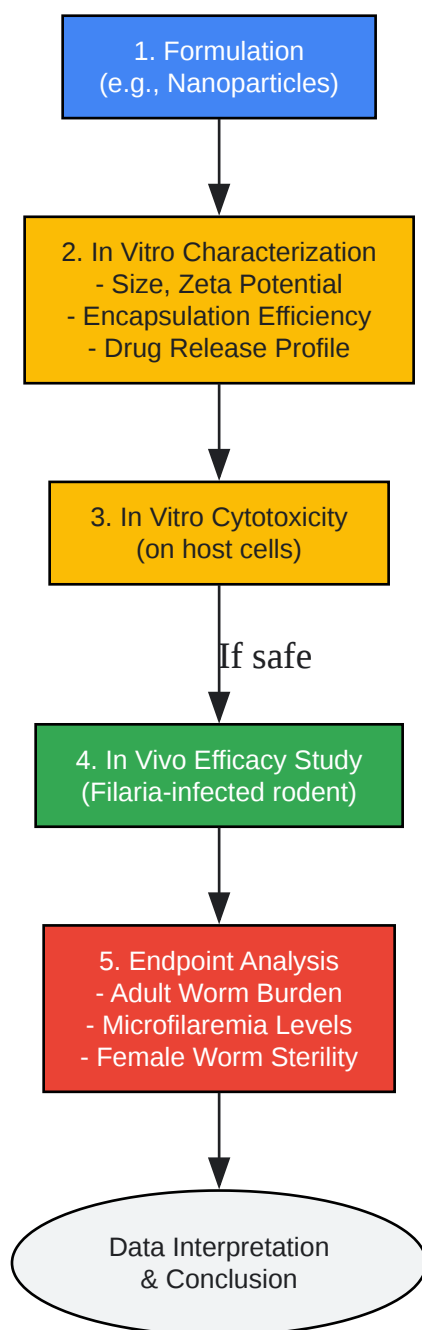 1. Formulation
(e.g., Nanoparticles)
2. In Vitro Characterization
- Size, Zeta Potential
- Encapsulation Efficiency
- Drug Release Profile
3. In Vitro Cytotoxicity
(on host cells)
If safe
4. In Vivo Efficacy Study
(Filaria-infected rodent)
5. Endpoint Analysis
- Adult Worm Burden
- Microfilaremia Levels
- Female Worm Sterility
Data Interpretation
& Conclusion